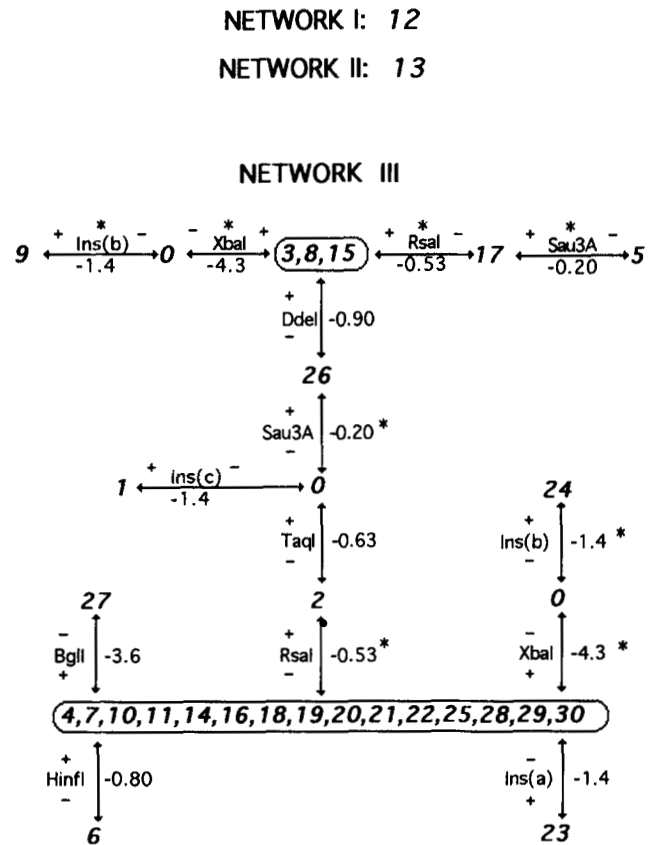 NETWORK I: 12
NETWORK II: 13
NETWORK III
+ * - - * + + * - + * -
9 Ins(b) 0 XbaI 3,8,15 RsaI 17 Sau3A 5
-1.4 -4.3 -0.53 -0.20
+
DdeI -0.90
-
26
+
Sau3A -0.20 *
-
+ Ins(c) -
1 0 24
-1.4
+ +
TaqI -0.63 Ins(b) -1.4 *
- -
27 2 0
- + -
BglI -3.6 RsaI -0.53 * XbaI -4.3 *
+ - +
4,7,10,11,14,16,18,19,20,21,22,25,28,29,30
+ -
HinfI -0.80 Ins(a) -1.4
- +
6 23